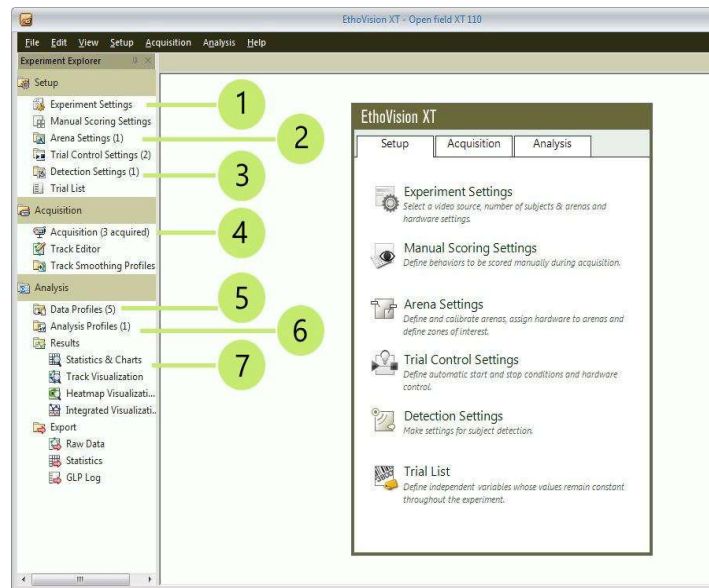 EthoVision XT - Open field XT 110
File Edit View Setup Acquisition Analysis Help
Experiment Explorer
Setup
Experiment Settings
Manual Scoring Settings
Arena Settings (1)
Trial Control Settings (2)
Detection Settings (1)
Trial List
Acquisition
Acquisition (3 acquired)
Track Editor
Track Smoothing Profiles
Analysis
Data Profiles (5)
Analysis Profiles (1)
Results
Statistics & Charts
Track Visualization
Heatmap Visualizati...
Integrated Visualizati...
Export
Raw Data
Statistics
GLP Log
1
2
3
4
5
6
7
EthoVision XT
Setup Acquisition Analysis
Experiment Settings
Select a video source, number of subjects & arenas and
hardware settings.
Manual Scoring Settings
Define behaviors to be scored manually during acquisition.
Arena Settings
Define and calibrate arenas, assign hardware to arenas and
define zones of interest.
Trial Control Settings
Define automatic start and stop conditions and hardware
control.
Detection Settings
Make settings for subject detection.
Trial List
Define independent variables whose values remain constant
throughout the experiment.